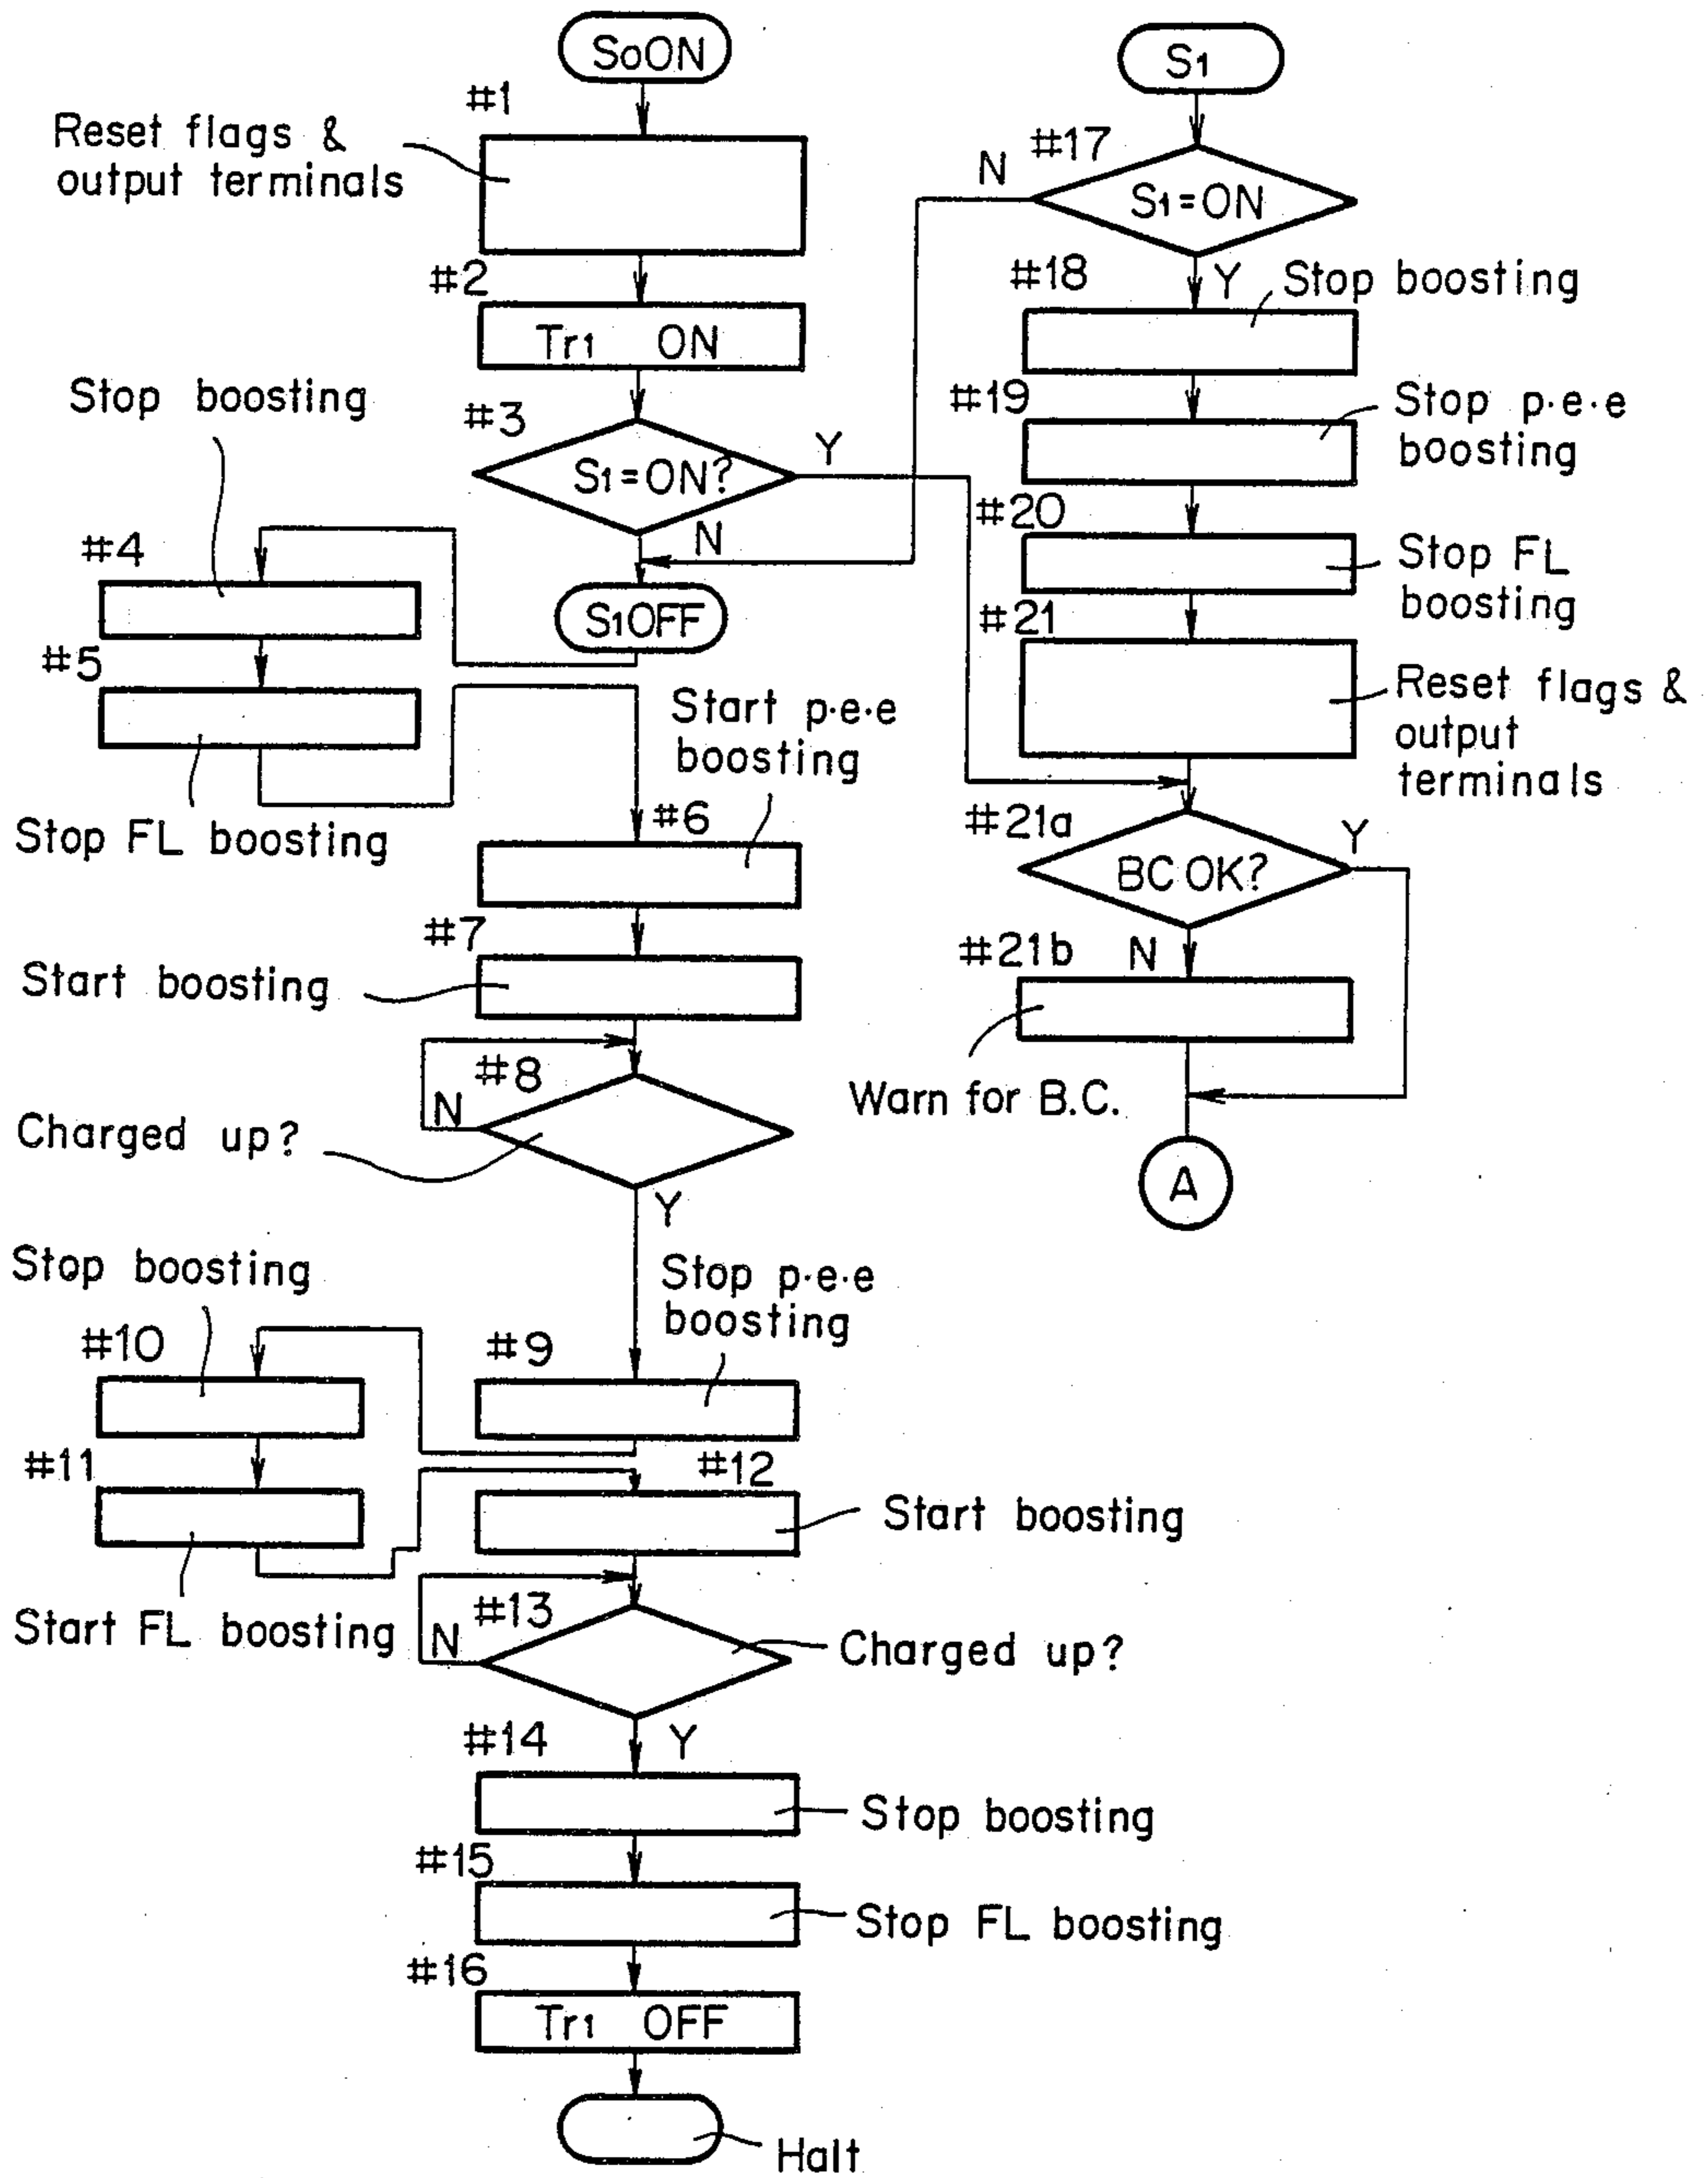 SoON
#1
Reset flags &
output terminals
#2
Tr1 ON
#3
S1=ON?
Y
N
S1OFF
Stop boosting
#4
#5
Stop FL boosting
Start p·e·e
boosting
#6
#7
Start boosting
#8
N
Charged up?
Y
Stop p·e·e
boosting
#9
Stop boosting
#10
#11
Start FL boosting
#12
Start boosting
#13
N
Charged up?
Y
#14
Stop boosting
#15
Stop FL boosting
#16
Tr1 OFF
Halt
S1
#17
N
S1=ON
Y
#18
Stop boosting
#19
Stop p·e·e
boosting
#20
Stop FL
boosting
#21
Reset flags &
output
terminals
#21a
BC OK?
Y
N
#21b
Warn for B.C.
A